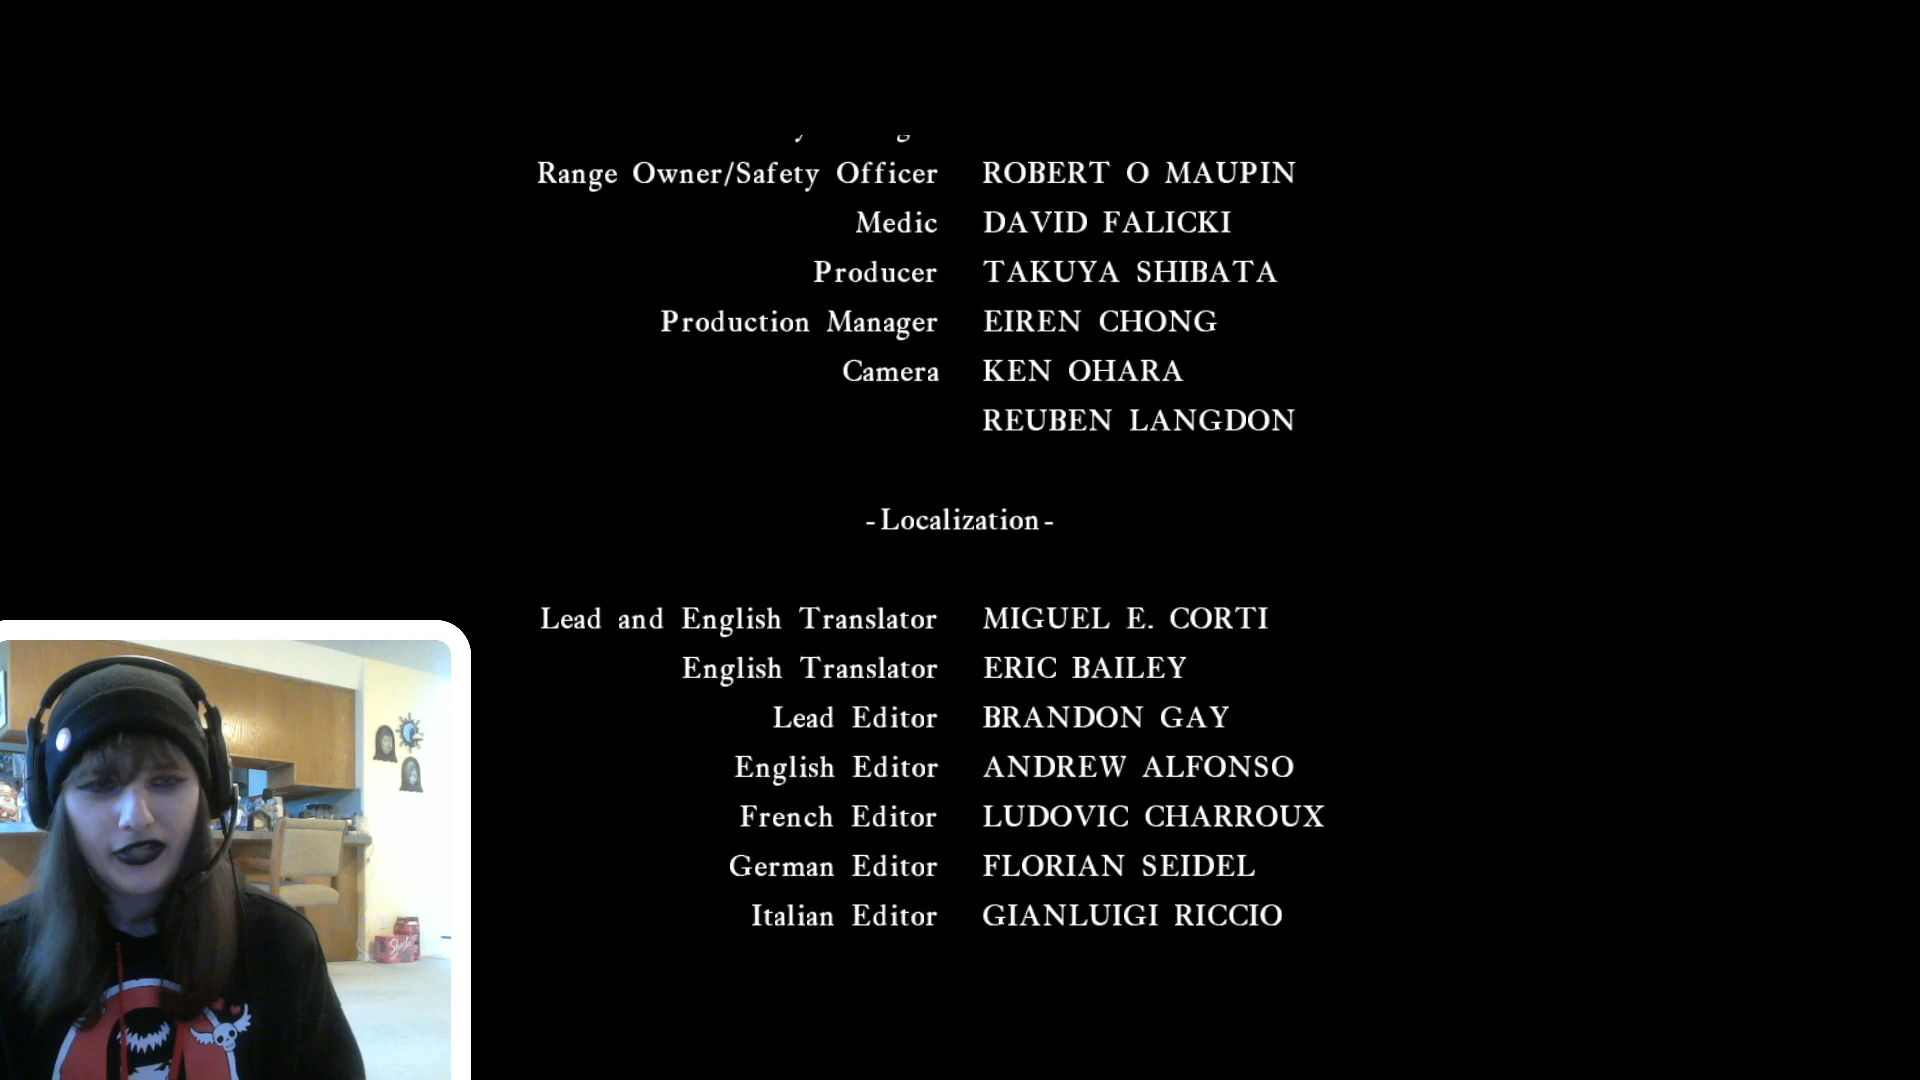 Range Owner/Safety Officer ROBERT O MAUPIN
Medic DAVID FALICKI
Producer TAKUYA SHIBATA
Production Manager EIREN CHONG
Camera KEN OHARA
REUBEN LANGDON
-Localization-
Lead and English Translator MIGUEL E. CORTI
English Translator ERIC BAILEY
Lead Editor BRANDON GAY
English Editor ANDREW ALFONSO
French Editor LUDOVIC CHARROUX
German Editor FLORIAN SEIDEL
Italian Editor GIANLUIGI RICCIO
Shasta